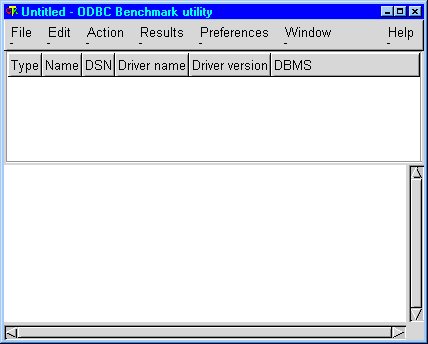 Untitled - ODBC Benchmark utility
File Edit Action Results Preferences Window Help
Type Name DSN Driver name Driver version DBMS